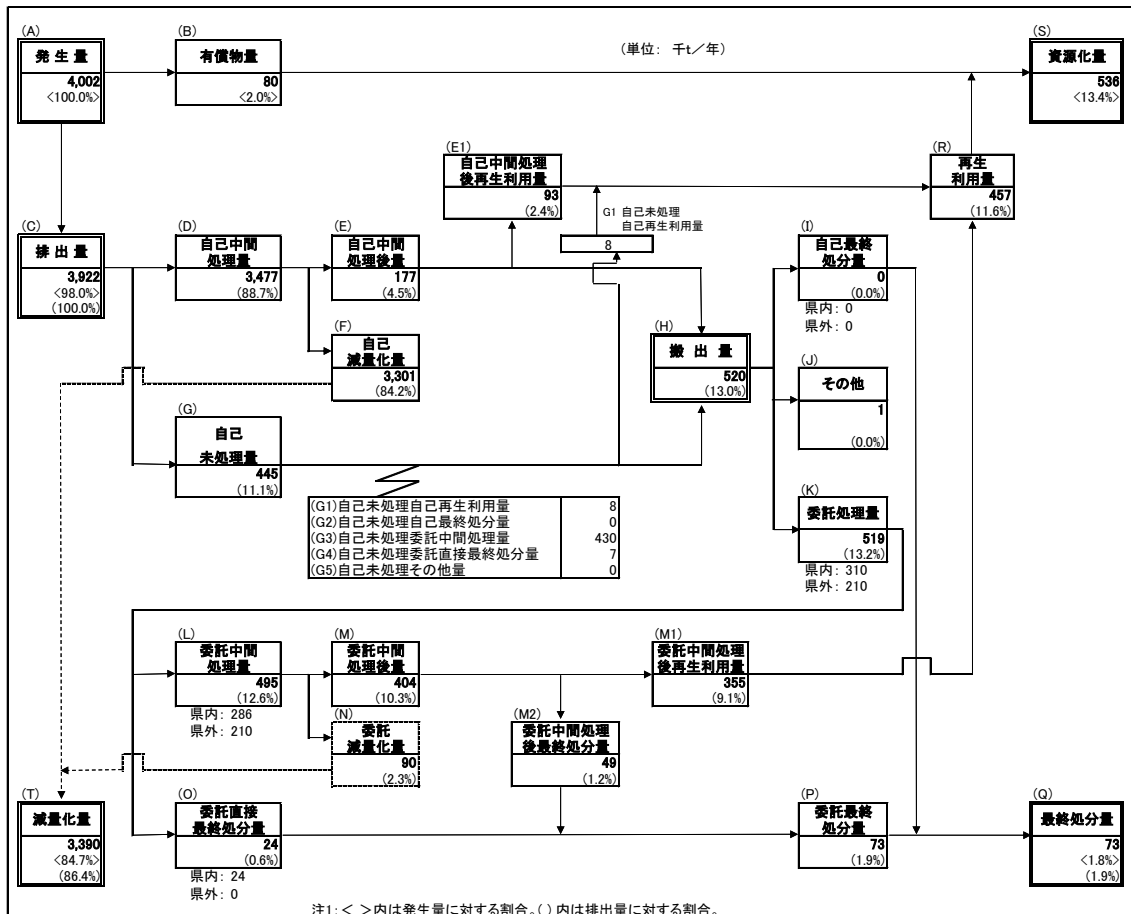 (A)
発生量
4,002
<100.0%>
(B)
有償物量
80
<2.0%>
(単位： 千t／年)
(S)
資源化量
536
<13.4%>
(E1)
自己中間処理
後再生利用量
93
(2.4%)
G1 自己未処理
自己再生利用量
8
(R)
再生
利用量
457
(11.6%)
(C)
排出量
3,922
<98.0%>
(100.0%)
(D)
自己中間
処理量
3,477
(88.7%)
(E)
自己中間
処理後量
177
(4.5%)
(F)
自己
減量化量
3,301
(84.2%)
(G)
自己
未処理量
445
(11.1%)
(H)
搬出量
520
(13.0%)
(I)
自己最終
処分量
0
(0.0%)
県内： 0
県外： 0
(J)
その他
1
(0.0%)
(G1)自己未処理自己再生利用量 8
(G2)自己未処理自己最終処分量 0
(G3)自己未処理委託中間処理量 430
(G4)自己未処理委託直接最終処分量 7
(G5)自己未処理その他量 0
(K)
委託処理量
519
(13.2%)
県内： 310
県外： 210
(L)
委託中間
処理量
495
(12.6%)
県内： 286
県外： 210
(M)
委託中間
処理後量
404
(10.3%)
(M1)
委託中間処理
後再生利用量
355
(9.1%)
(N)
委託
減量化量
90
(2.3%)
(M2)
委託中間処理
後最終処分量
49
(1.2%)
(T)
減量化量
3,390
<84.7%>
(86.4%)
(O)
委託直接
最終処分量
24
(0.6%)
県内： 24
県外： 0
(P)
委託最終
処分量
73
(1.9%)
(Q)
最終処分量
73
<1.8%>
(1.9%)
注1：< >内は発生量に対する割合。( )内は排出量に対する割合。